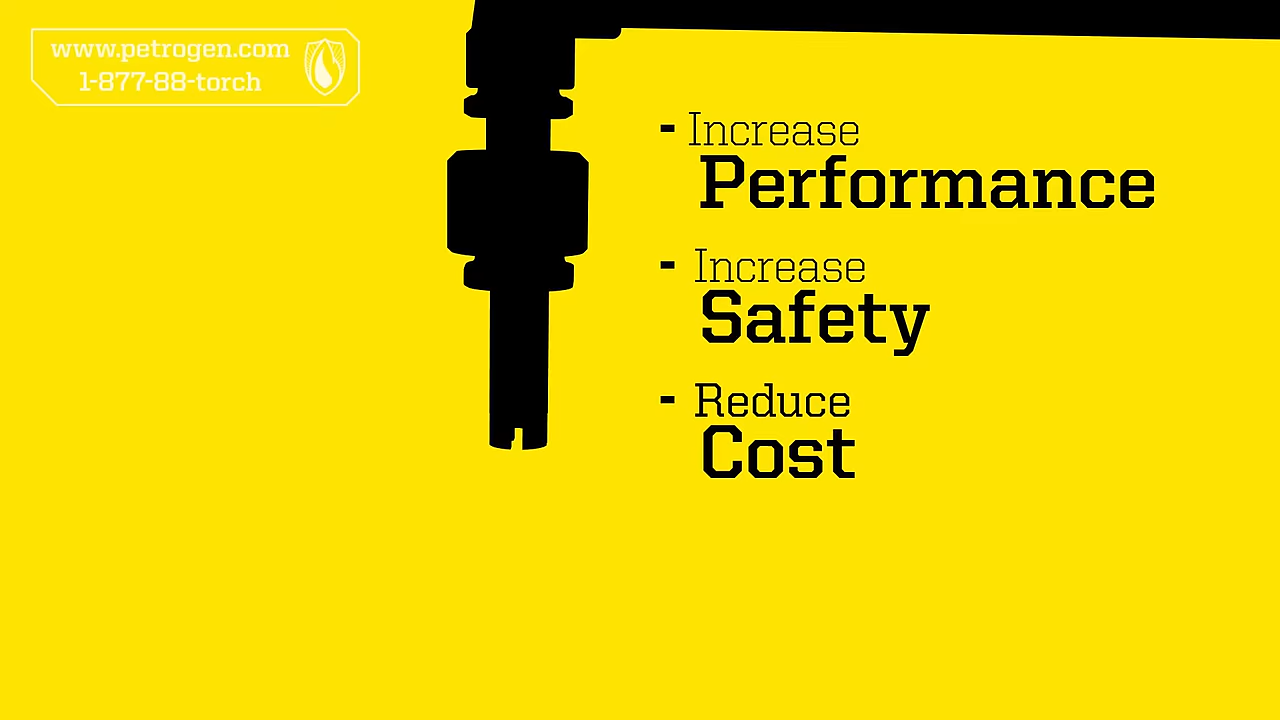 www.petrogen.com
1-877-88-torch
- Increase
Performance
- Increase
Safety
- Reduce
Cost